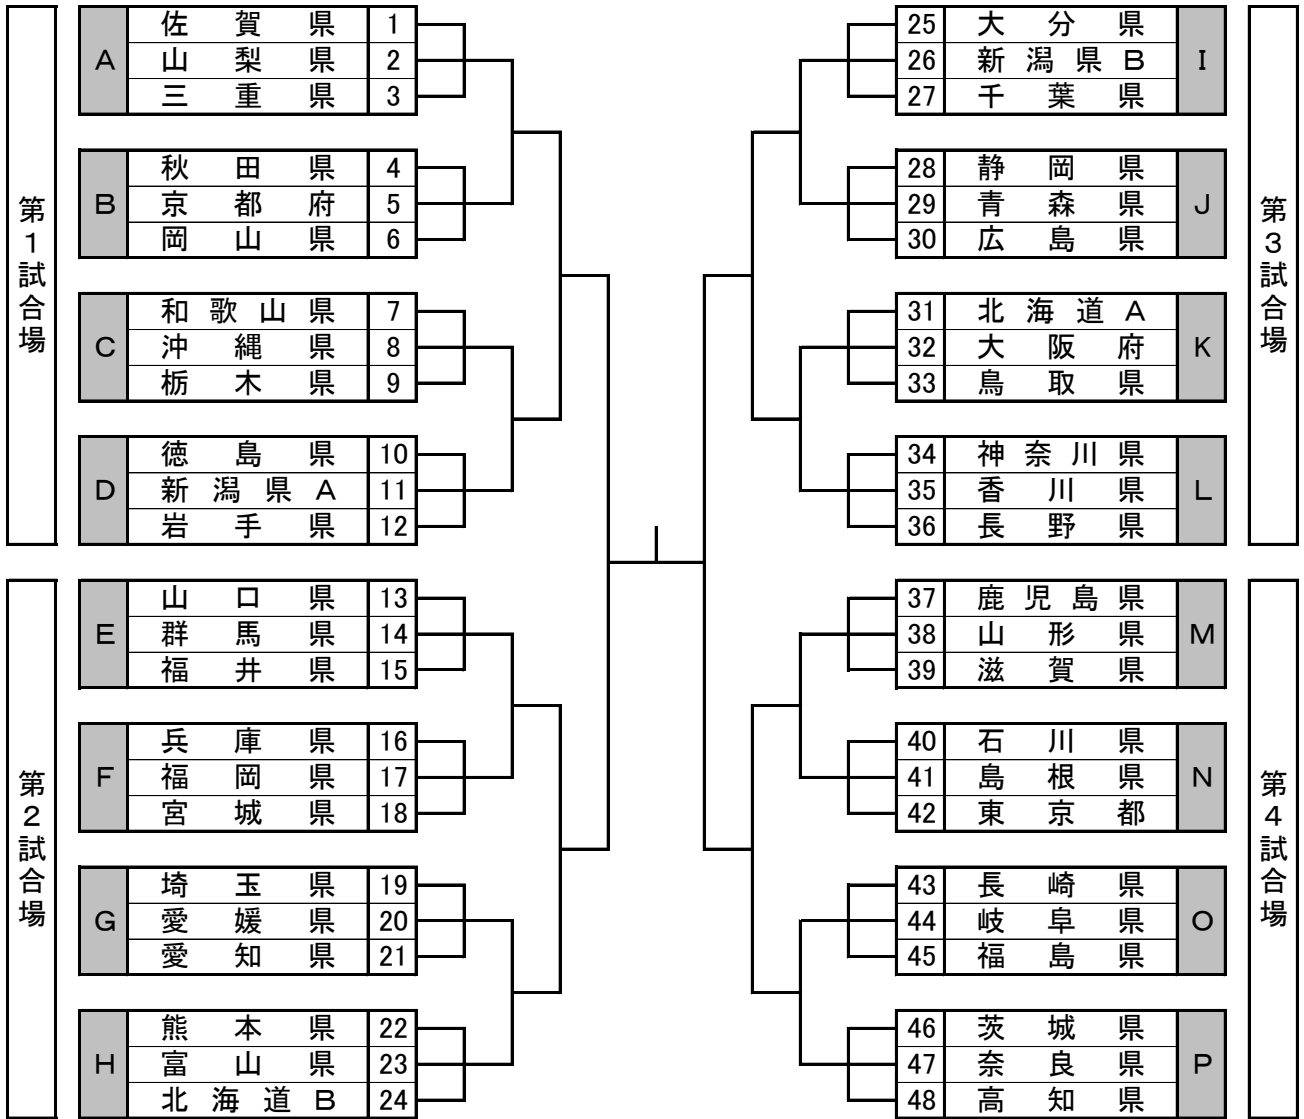 第1試合場
A
佐賀県 1
山梨県 2
三重県 3
B
秋田県 4
京都府 5
岡山県 6
C
和歌山県 7
沖縄県 8
栃木県 9
D
徳島県 10
新潟県A 11
岩手県 12
第2試合場
E
山口県 13
群馬県 14
福井県 15
F
兵庫県 16
福岡県 17
宮城県 18
G
埼玉県 19
愛媛県 20
愛知県 21
H
熊本県 22
富山県 23
北海道B 24
第3試合場
I
25 大分県
26 新潟県B
27 千葉県
J
28 静岡県
29 青森県
30 広島県
K
31 北海道A
32 大阪府
33 鳥取県
L
34 神奈川県
35 香川県
36 長野県
第4試合場
M
37 鹿児島県
38 山形県
39 滋賀県
N
40 石川県
41 島根県
42 東京都
O
43 長崎県
44 岐阜県
45 福島県
P
46 茨城県
47 奈良県
48 高知県